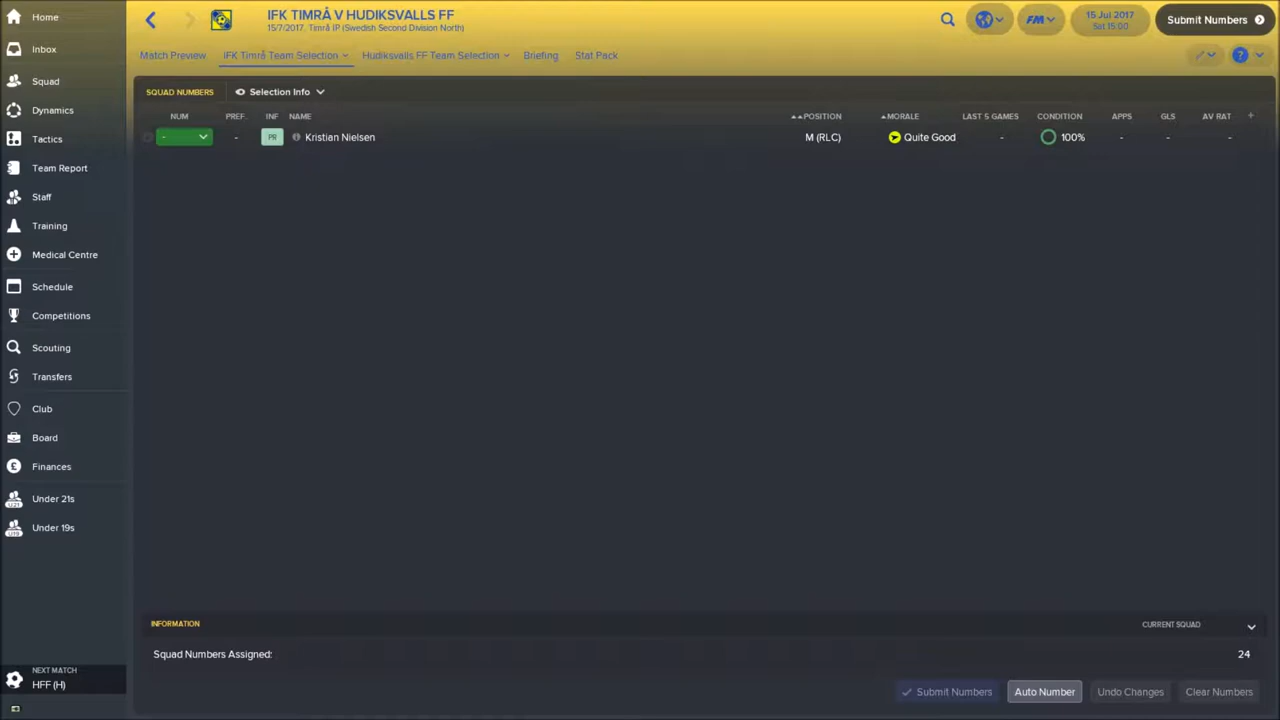 Home
Inbox
Squad
Dynamics
Tactics
Team Report
Staff
Training
Medical Centre
Schedule
Competitions
Scouting
Transfers
Club
Board
Finances
U21
Under 21s
U19
Under 19s
NEXT MATCH
HFF (H)
IFK TIMRÅ V HUDIKSVALLS FF
15/7/2017, Timrå IP (Swedish Second Division North)
FM
15 Jul 2017
Sat 15:00
Submit Numbers
Match Preview IFK Timrå Team Selection Hudiksvalls FF Team Selection Briefing Stat Pack
?
SQUAD NUMBERS Selection Info
NUM PREF.. INF NAME POSITION MORALE LAST 5 GAMES CONDITION APPS GLS AV RAT +
- - PR Kristian Nielsen M (RLC) Quite Good - 100% - - -
INFORMATION CURRENT SQUAD
Squad Numbers Assigned: 24
Submit Numbers Auto Number Undo Changes Clear Numbers